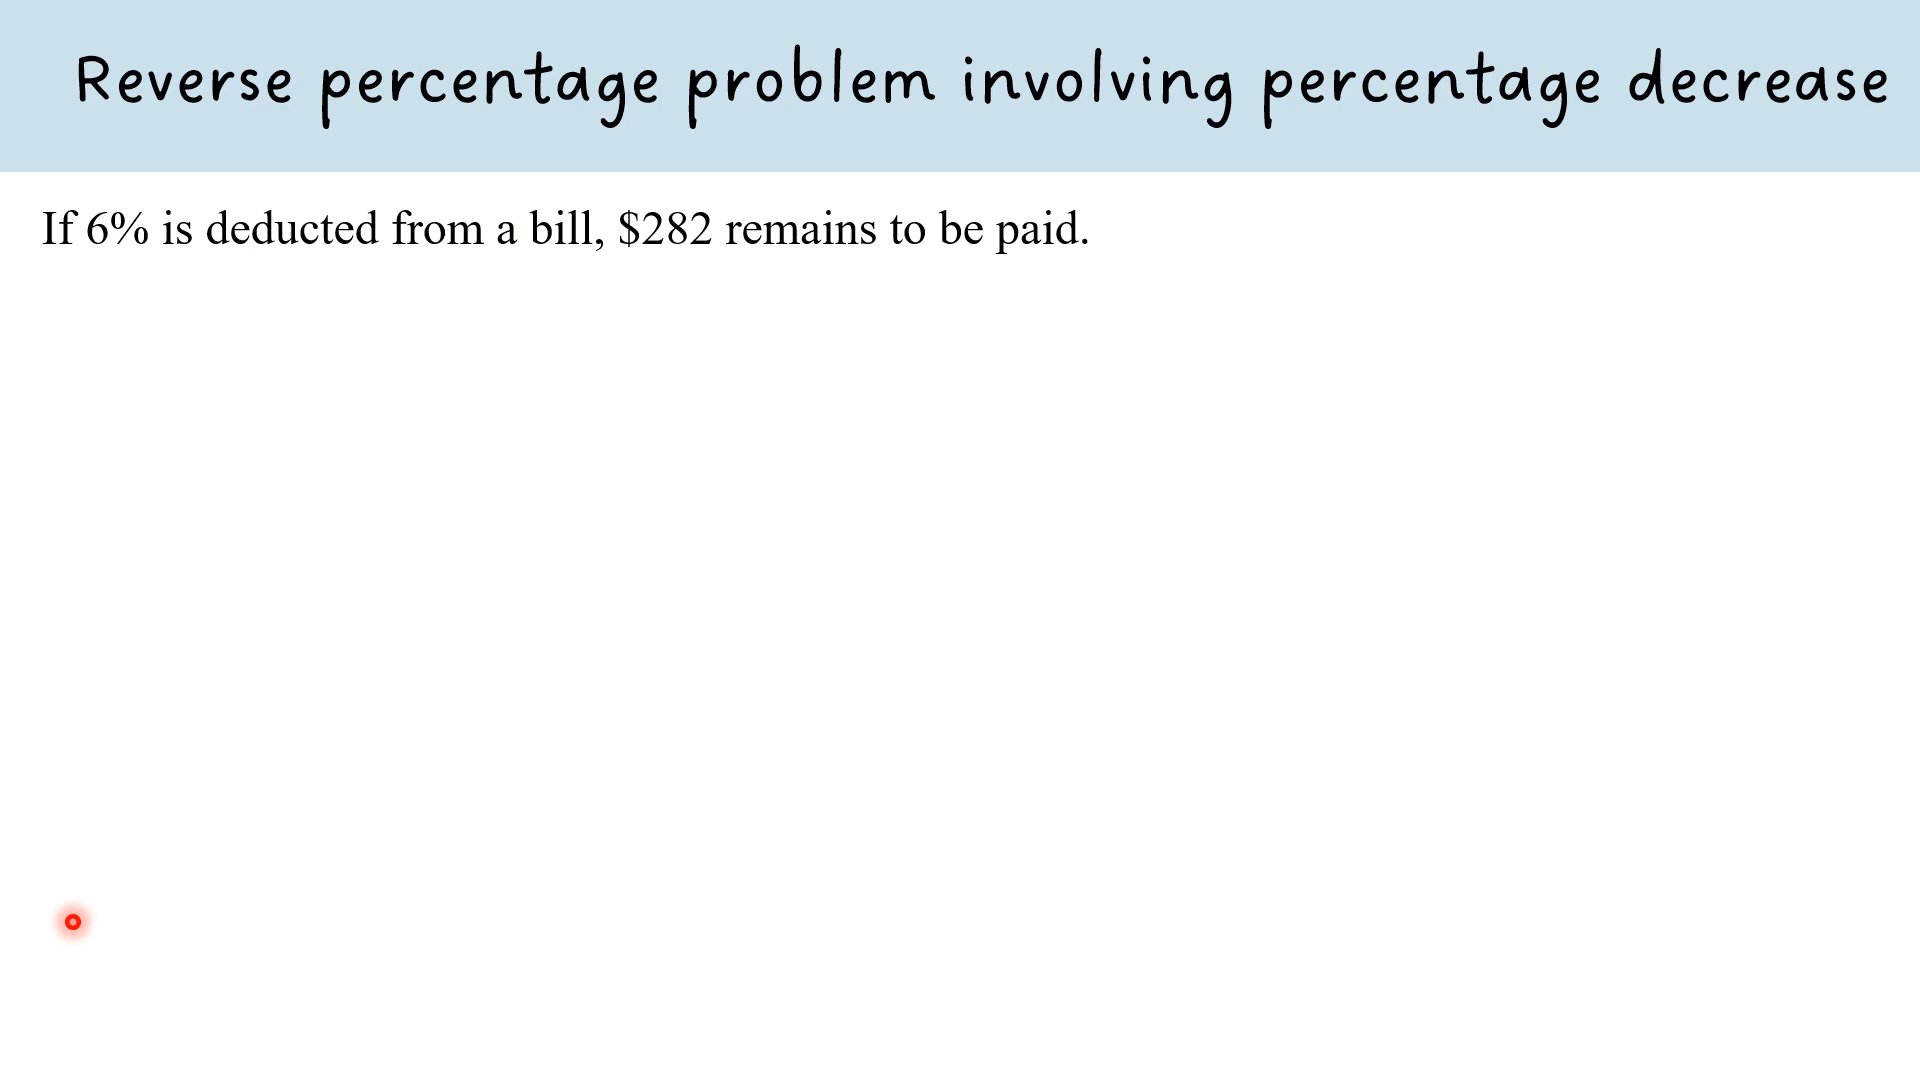 Reverse percentage problem involving percentage decrease
If 6% is deducted from a bill, $282 remains to be paid.